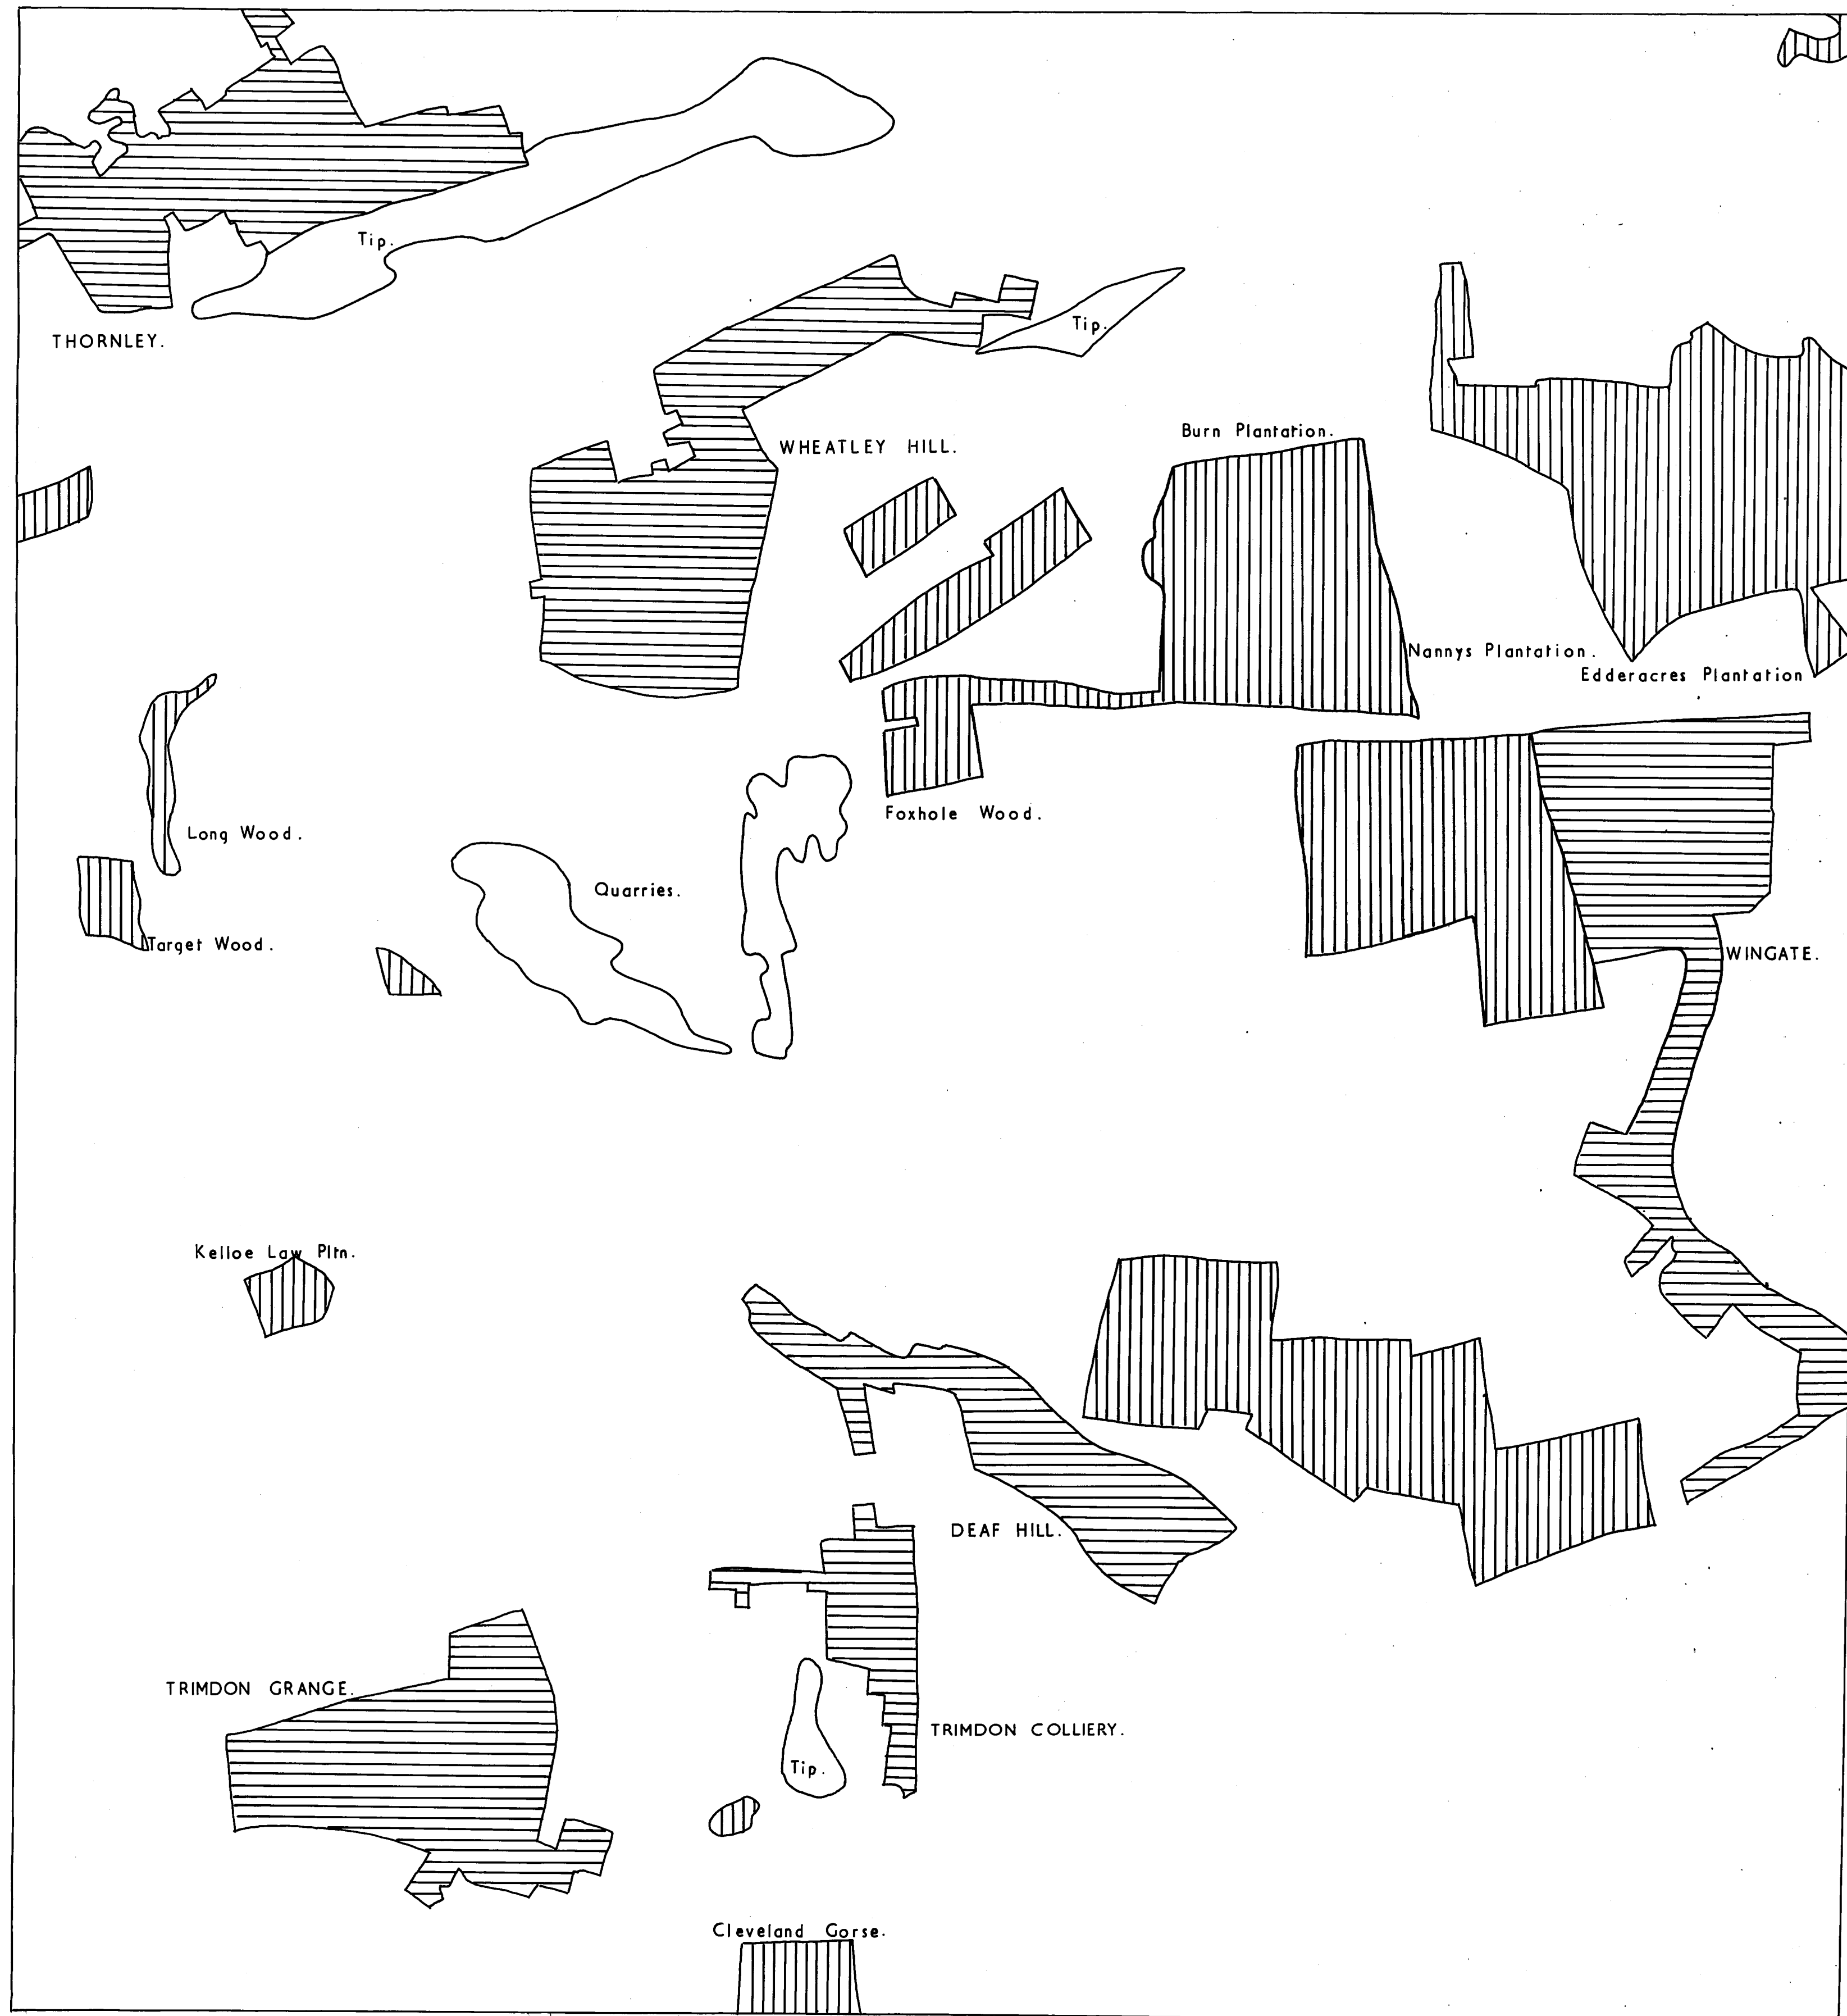 Tip.
THORNLEY.
Tip.
WHEATLEY HILL.
Burn Plantation.
Nannys Plantation.
Edderacres Plantation
Foxhole Wood.
Long Wood.
Quarries.
Target Wood.
WINGATE.
Kelloe Law Pltn.
DEAF HILL.
TRIMDON GRANGE.
TRIMDON COLLIERY.
Tip.
Cleveland Gorse.